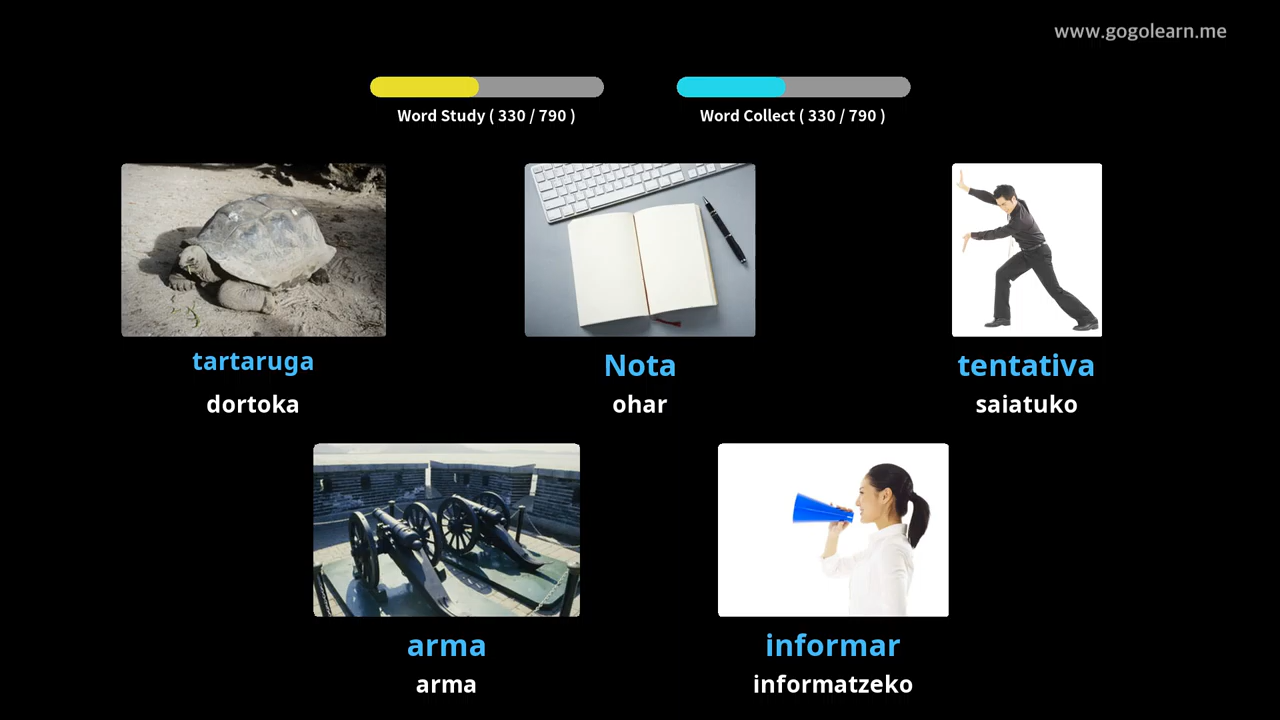 www.gogolearn.me
Word Study ( 330 / 790 )
Word Collect ( 330 / 790 )
tartaruga
dortoka
Nota
ohar
tentativa
saiatuko
arma
arma
informar
informatzeko